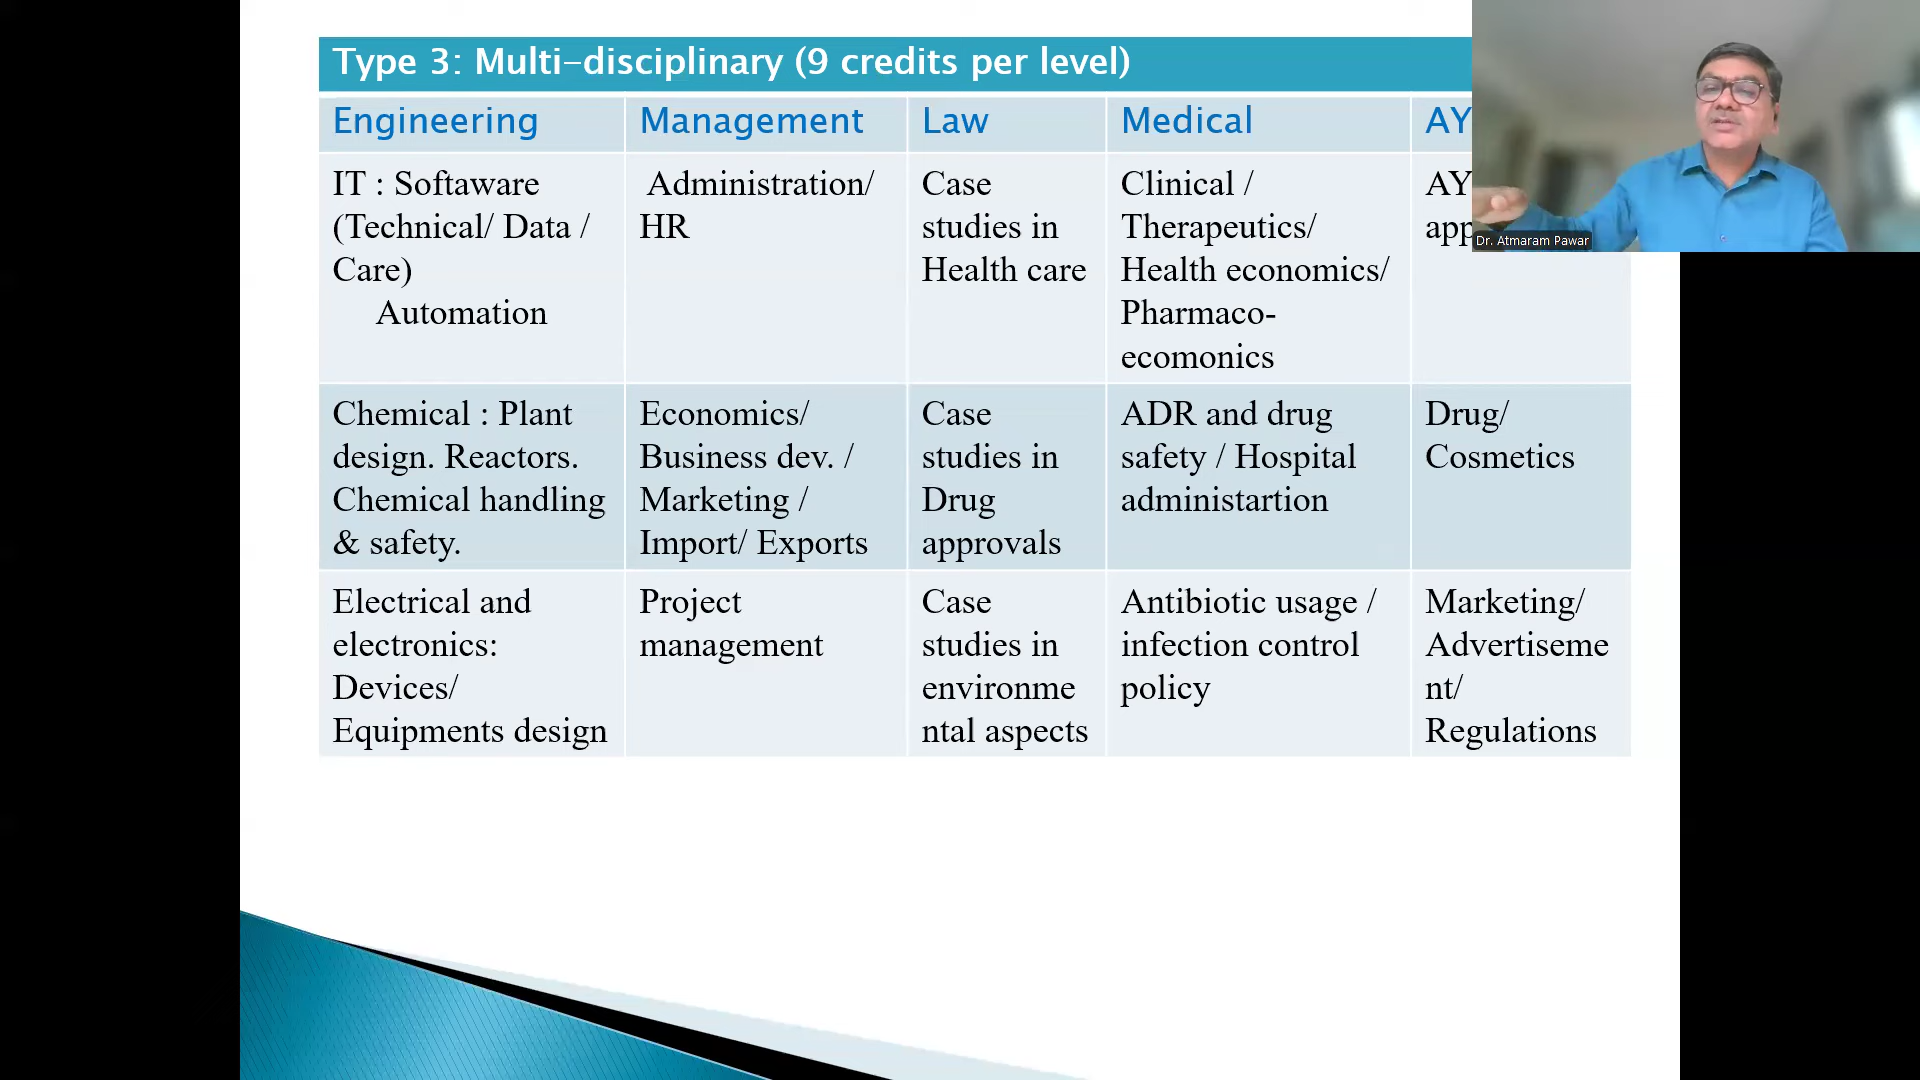 Type 3: Multi-disciplinary (9 credits per level)
Engineering
Management
Law
Medical
AY
IT : Softaware
(Technical/ Data /
Care)
Automation
Administration/
HR
Case
studies in
Health care
Clinical /
Therapeutics/
Health economics/
Pharmaco-
ecomonics
AY
app
Dr. Atmaram Pawar
Chemical : Plant
design. Reactors.
Chemical handling
& safety.
Economics/
Business dev. /
Marketing /
Import/ Exports
Case
studies in
Drug
approvals
ADR and drug
safety / Hospital
administartion
Drug/
Cosmetics
Electrical and
electronics:
Devices/
Equipments design
Project
management
Case
studies in
environme
ntal aspects
Antibiotic usage /
infection control
policy
Marketing/
Advertiseme
nt/
Regulations